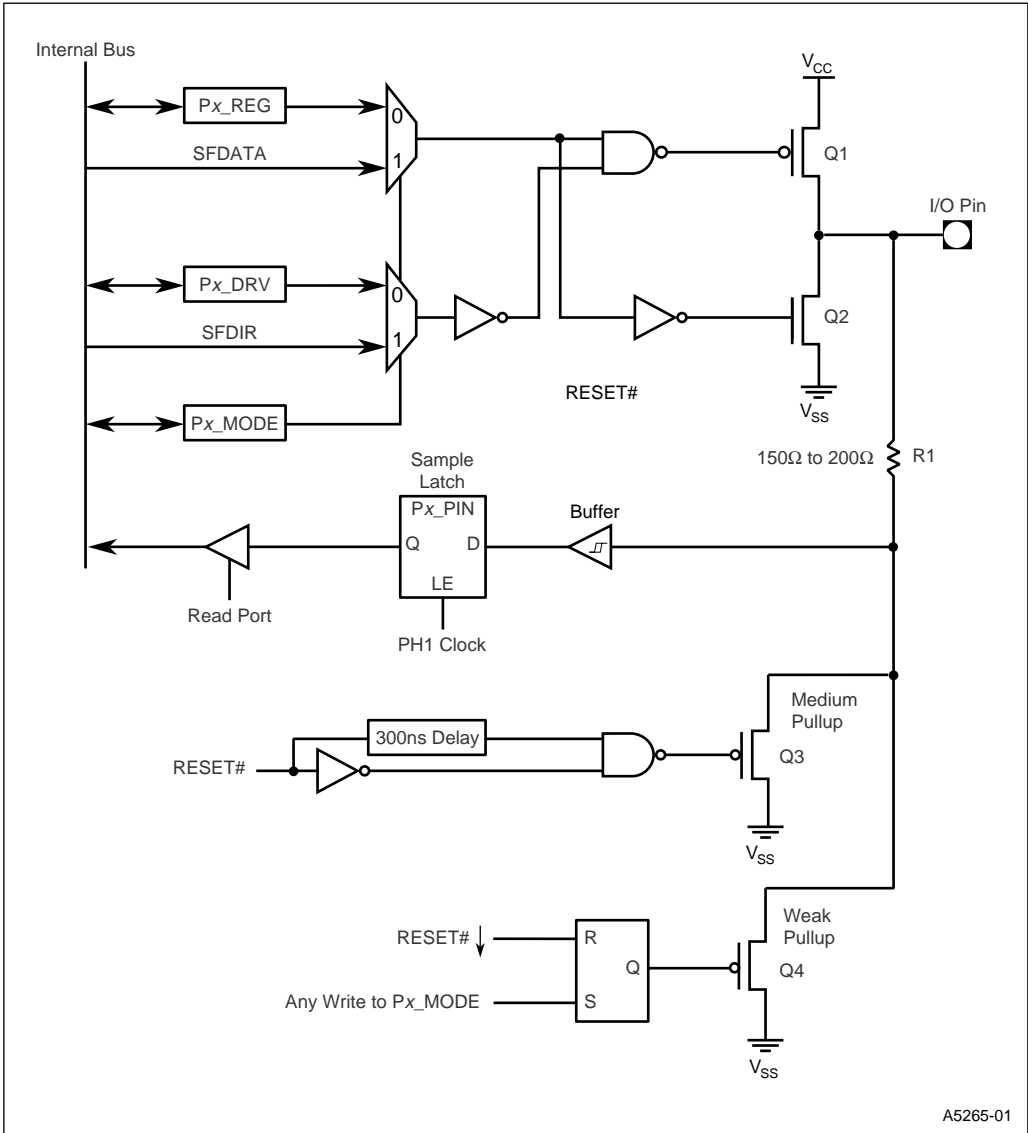 Internal Bus
Px_REG
SFDATA
0
1
VCC
Q1
I/O Pin
Px_DRV
SFDIR
0
1
Q2
Px_MODE
RESET#
VSS
150Ω to 200Ω
R1
Sample
Latch
Px_PIN
Q
D
LE
Buffer
Read Port
PH1 Clock
Medium
Pullup
300ns Delay
RESET#
Q3
VSS
Weak
Pullup
RESET# ↓
R
Q
S
Q4
Any Write to Px_MODE
VSS
A5265-01